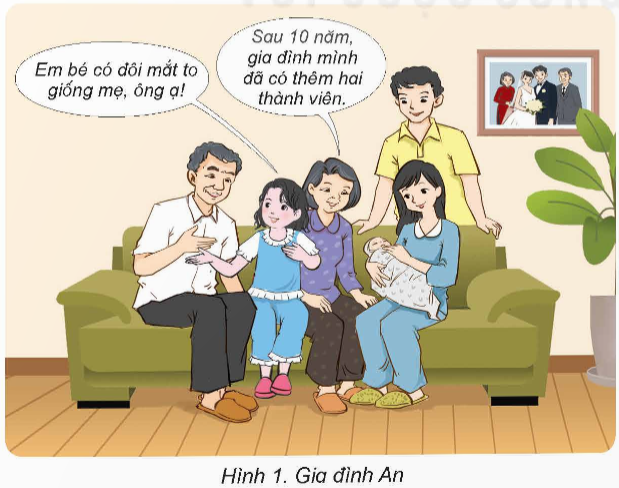 Em bé có đôi mắt to
giống mẹ, ông ạ!
Sau 10 năm,
gia đình mình
đã có thêm hai
thành viên.
Hình 1. Gia đình An